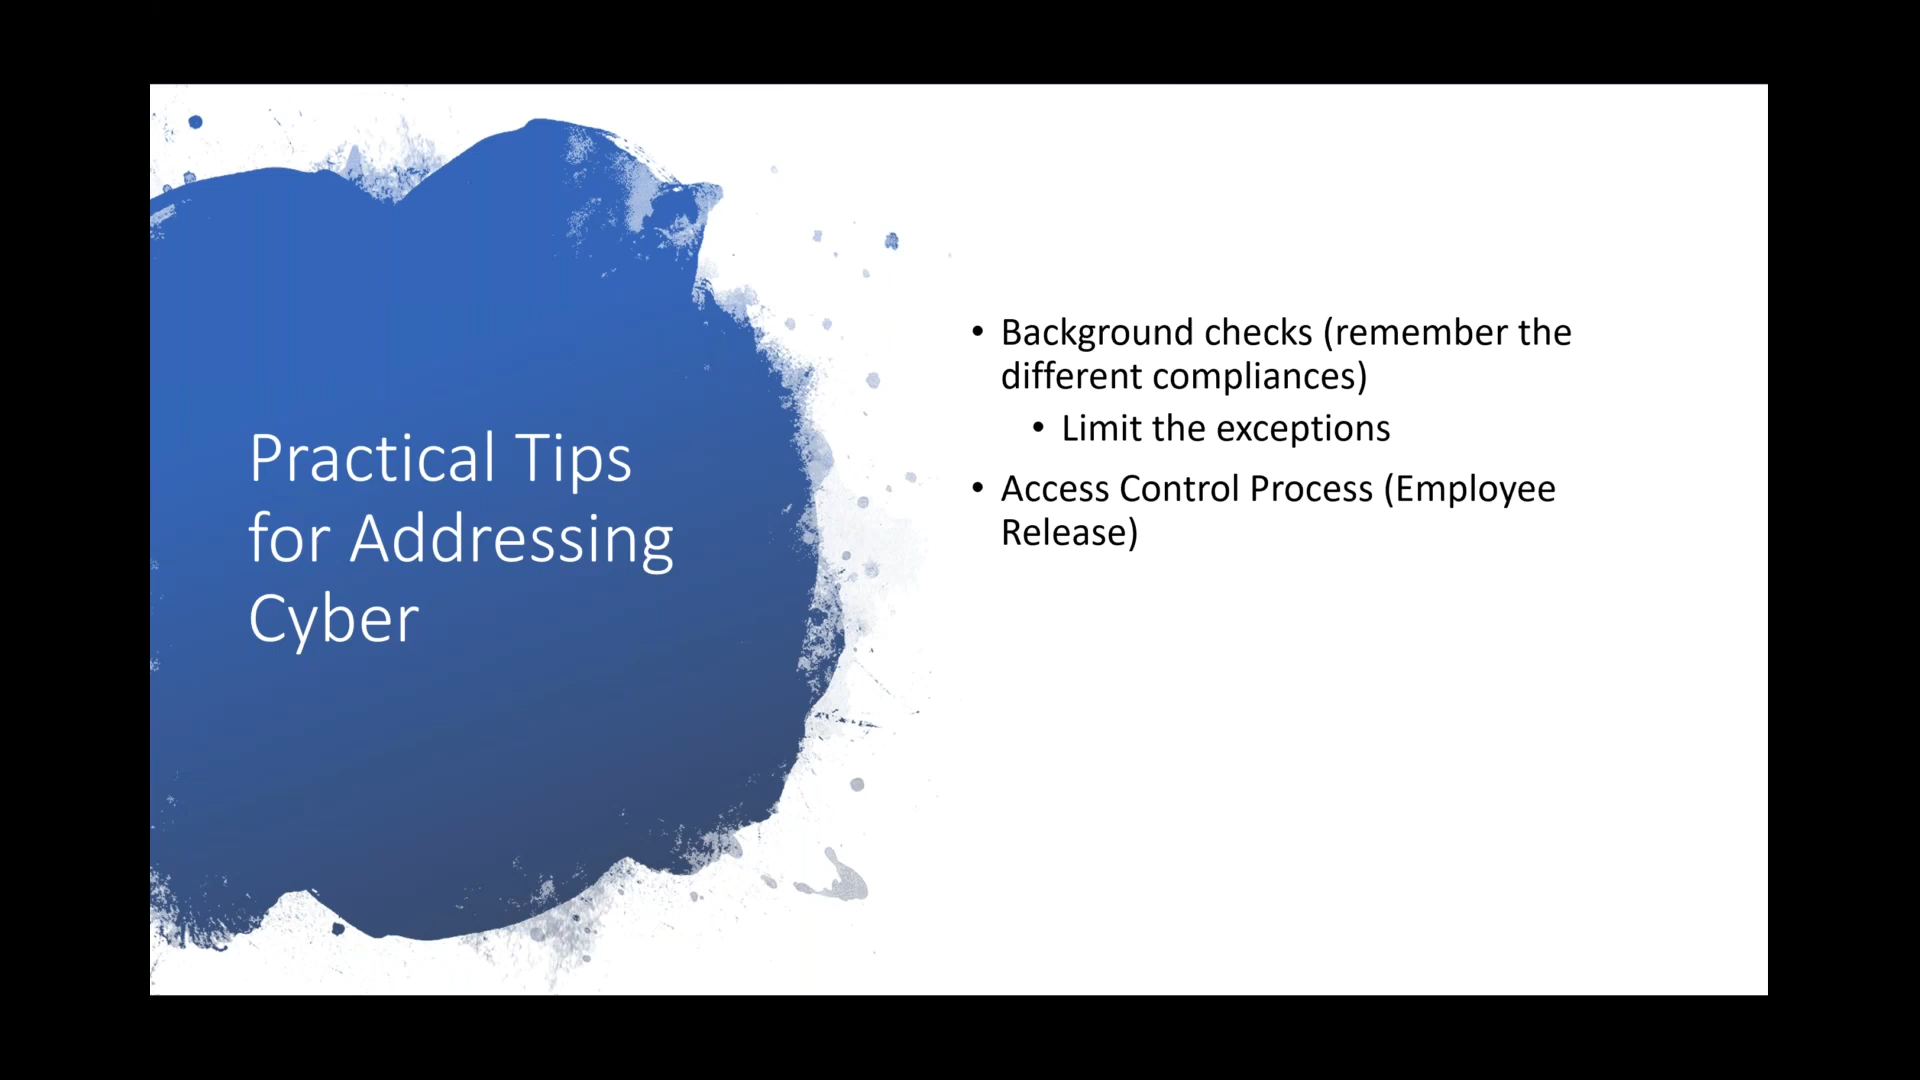 Practical Tips
for Addressing
Cyber
• Background checks (remember the
different compliances)
• Limit the exceptions
• Access Control Process (Employee
Release)